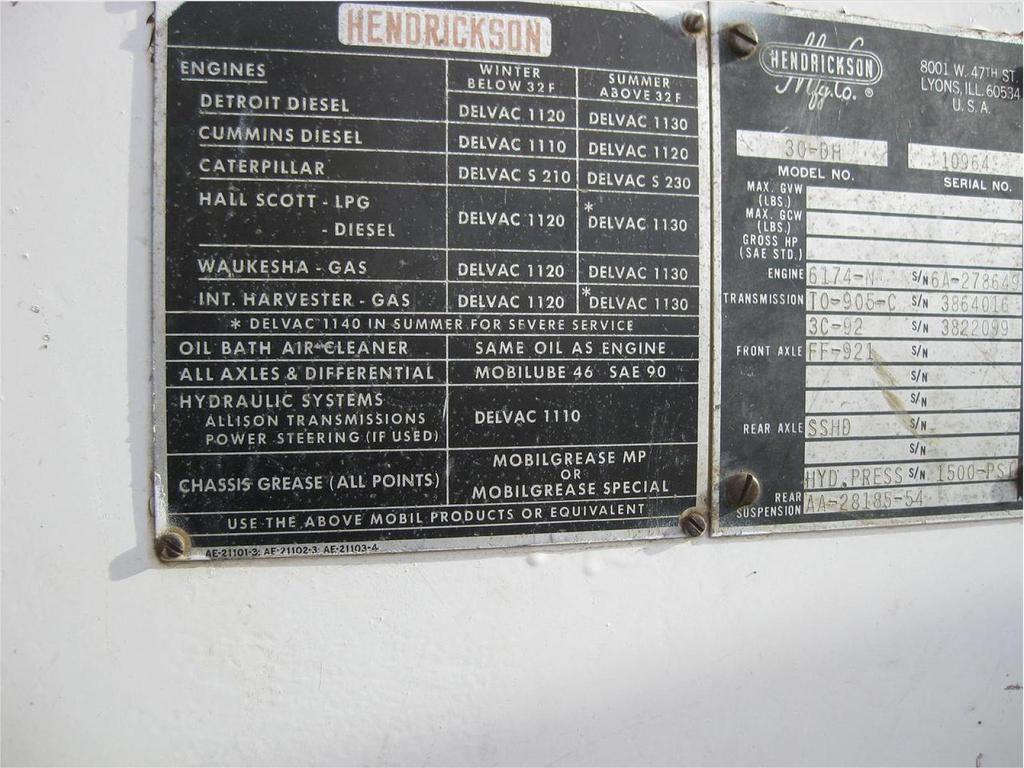 HENDRICKSON
ENGINES WINTER BELOW 32F SUMMER ABOVE 32F
DETROIT DIESEL DELVAC 1120 DELVAC 1130
CUMMINS DIESEL DELVAC 1110 DELVAC 1120
CATERPILLAR DELVAC S 210 DELVAC S 230
HALL SCOTT - LPG
- DIESEL DELVAC 1120 * DELVAC 1130
WAUKESHA - GAS DELVAC 1120 DELVAC 1130
INT. HARVESTER - GAS DELVAC 1120 * DELVAC 1130
* DELVAC 1140 IN SUMMER FOR SEVERE SERVICE
OIL BATH AIR CLEANER SAME OIL AS ENGINE
ALL AXLES & DIFFERENTIAL MOBILUBE 46 SAE 90
HYDRAULIC SYSTEMS
ALLISON TRANSMISSIONS DELVAC 1110
POWER STEERING (IF USED)
CHASSIS GREASE (ALL POINTS) MOBILGREASE MP
OR
MOBILGREASE SPECIAL
USE THE ABOVE MOBIL PRODUCTS OR EQUIVALENT
AE-21101-3; AE-21102-3; AE-21103-4
HENDRICKSON
Mfg. Co. ®
8001 W. 47TH ST.
LYONS, ILL. 60534
U. S. A.
30-DH 10964
MODEL NO. SERIAL NO.
MAX. GVW
(LBS.)
MAX. GCW
(LBS.)
GROSS HP
(SAE STD.)
ENGINE 6174-N S/N 6A-278649
TRANSMISSION TO-905-C S/N 3864016
3C-92 S/N 3822099
FRONT AXLE FF-921 S/N
S/N
S/N
REAR AXLE SSHD S/N
S/N
HYD. PRESS S/N 1500-PSI
REAR
SUSPENSION AA-28185-54